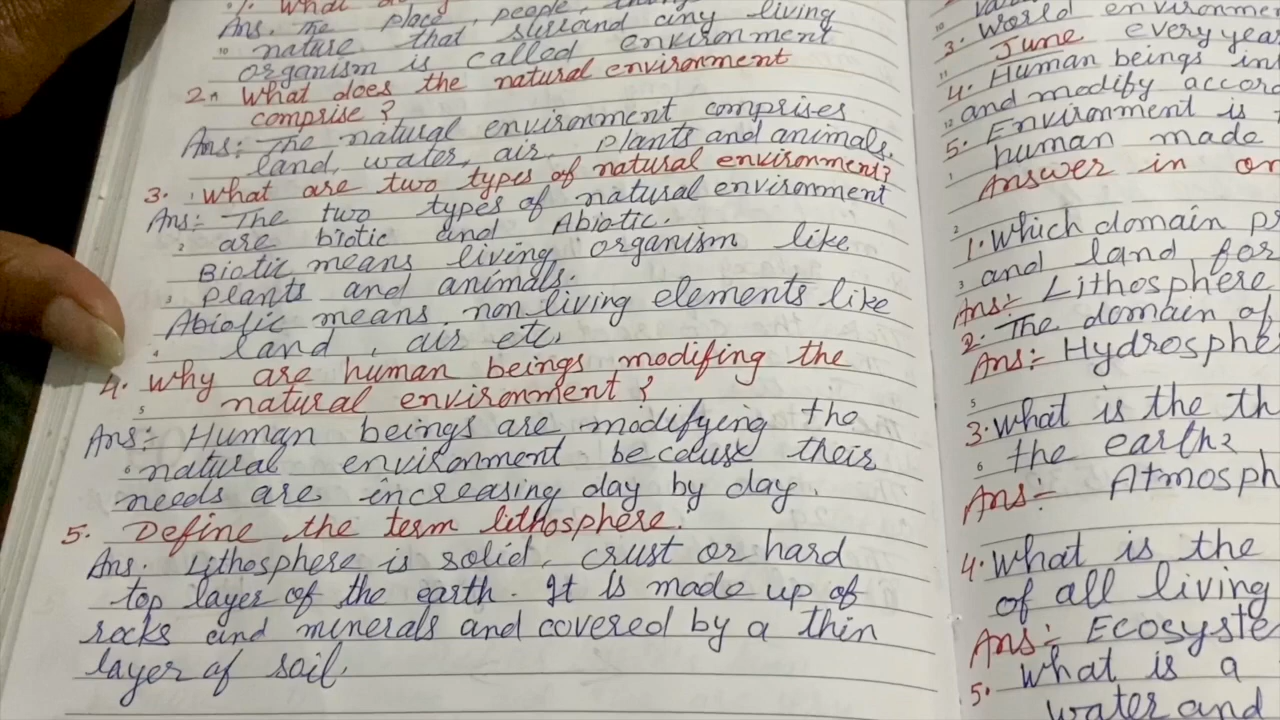 1. What
Ans. The place, people,
nature that surround any living
organism is called environment
2. What does the natural environment
comprise ?
Ans: The natural environment comprises
land, water, air, plants and animals.
3. What are two types of natural environment?
Ans: The two types of natural environment
are biotic and Abiotic.
Biotic means living organism like
plants and animals.
Abiotic means non living elements like
land, air etc.
4. Why are human beings modifing the
natural environment ?
Ans:- Human beings are modifying the
natural environment because their
needs are increasing day by day.
5. Define the term lithosphere.
Ans. Lithosphere is solid, crust or hard
top layer of the earth. It is made up of
rocks and minerals and covered by a thin
layer of soil.
3. World environme
June every year
4. Human beings int
and modify accord
5. Environment is
human made
Answer in or
1. Which domain pr
and land for
Ans:- Lithosphere
2. The domain of
Ans:- Hydrosphe
3. What is the th
the earth?
Ans:- Atmosph
4. What is the
of all living
Ans:- Ecosyste
5. What is a
water and